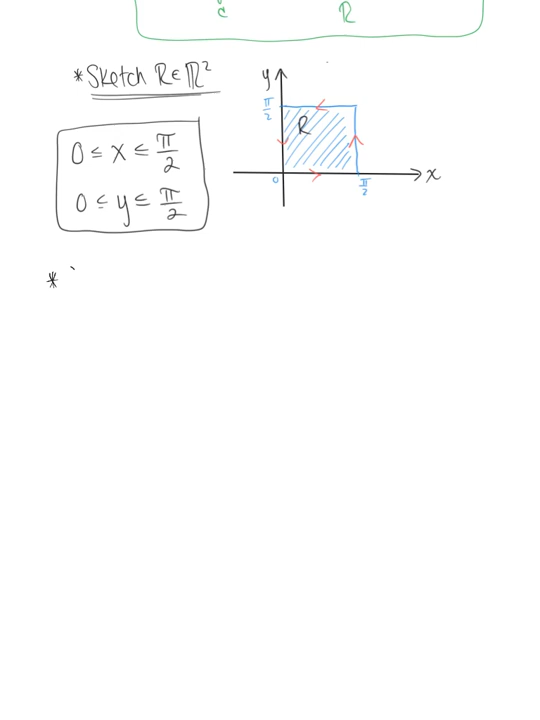 c R
*Sketch R∈ℝ²
0 ≤ x ≤ π/2
0 ≤ y ≤ π/2
y
π/2
R
0
π/2
x
*